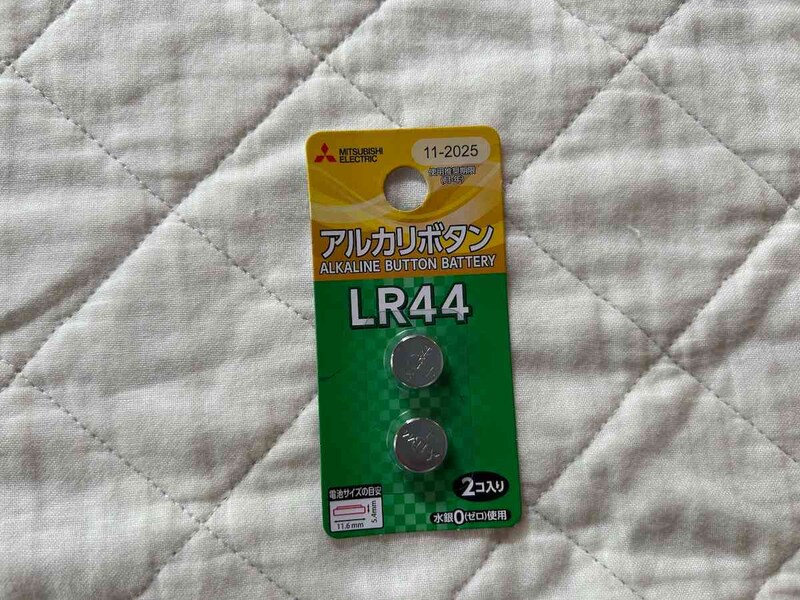 MITSUBISHI
ELECTRIC
11-2025
使用推奨期限
(月-年)
アルカリボタン
ALKALINE BUTTON BATTERY
LR44
2コ入り
電池サイズの目安
5.4mm
11.6mm
水銀0(ゼロ)使用